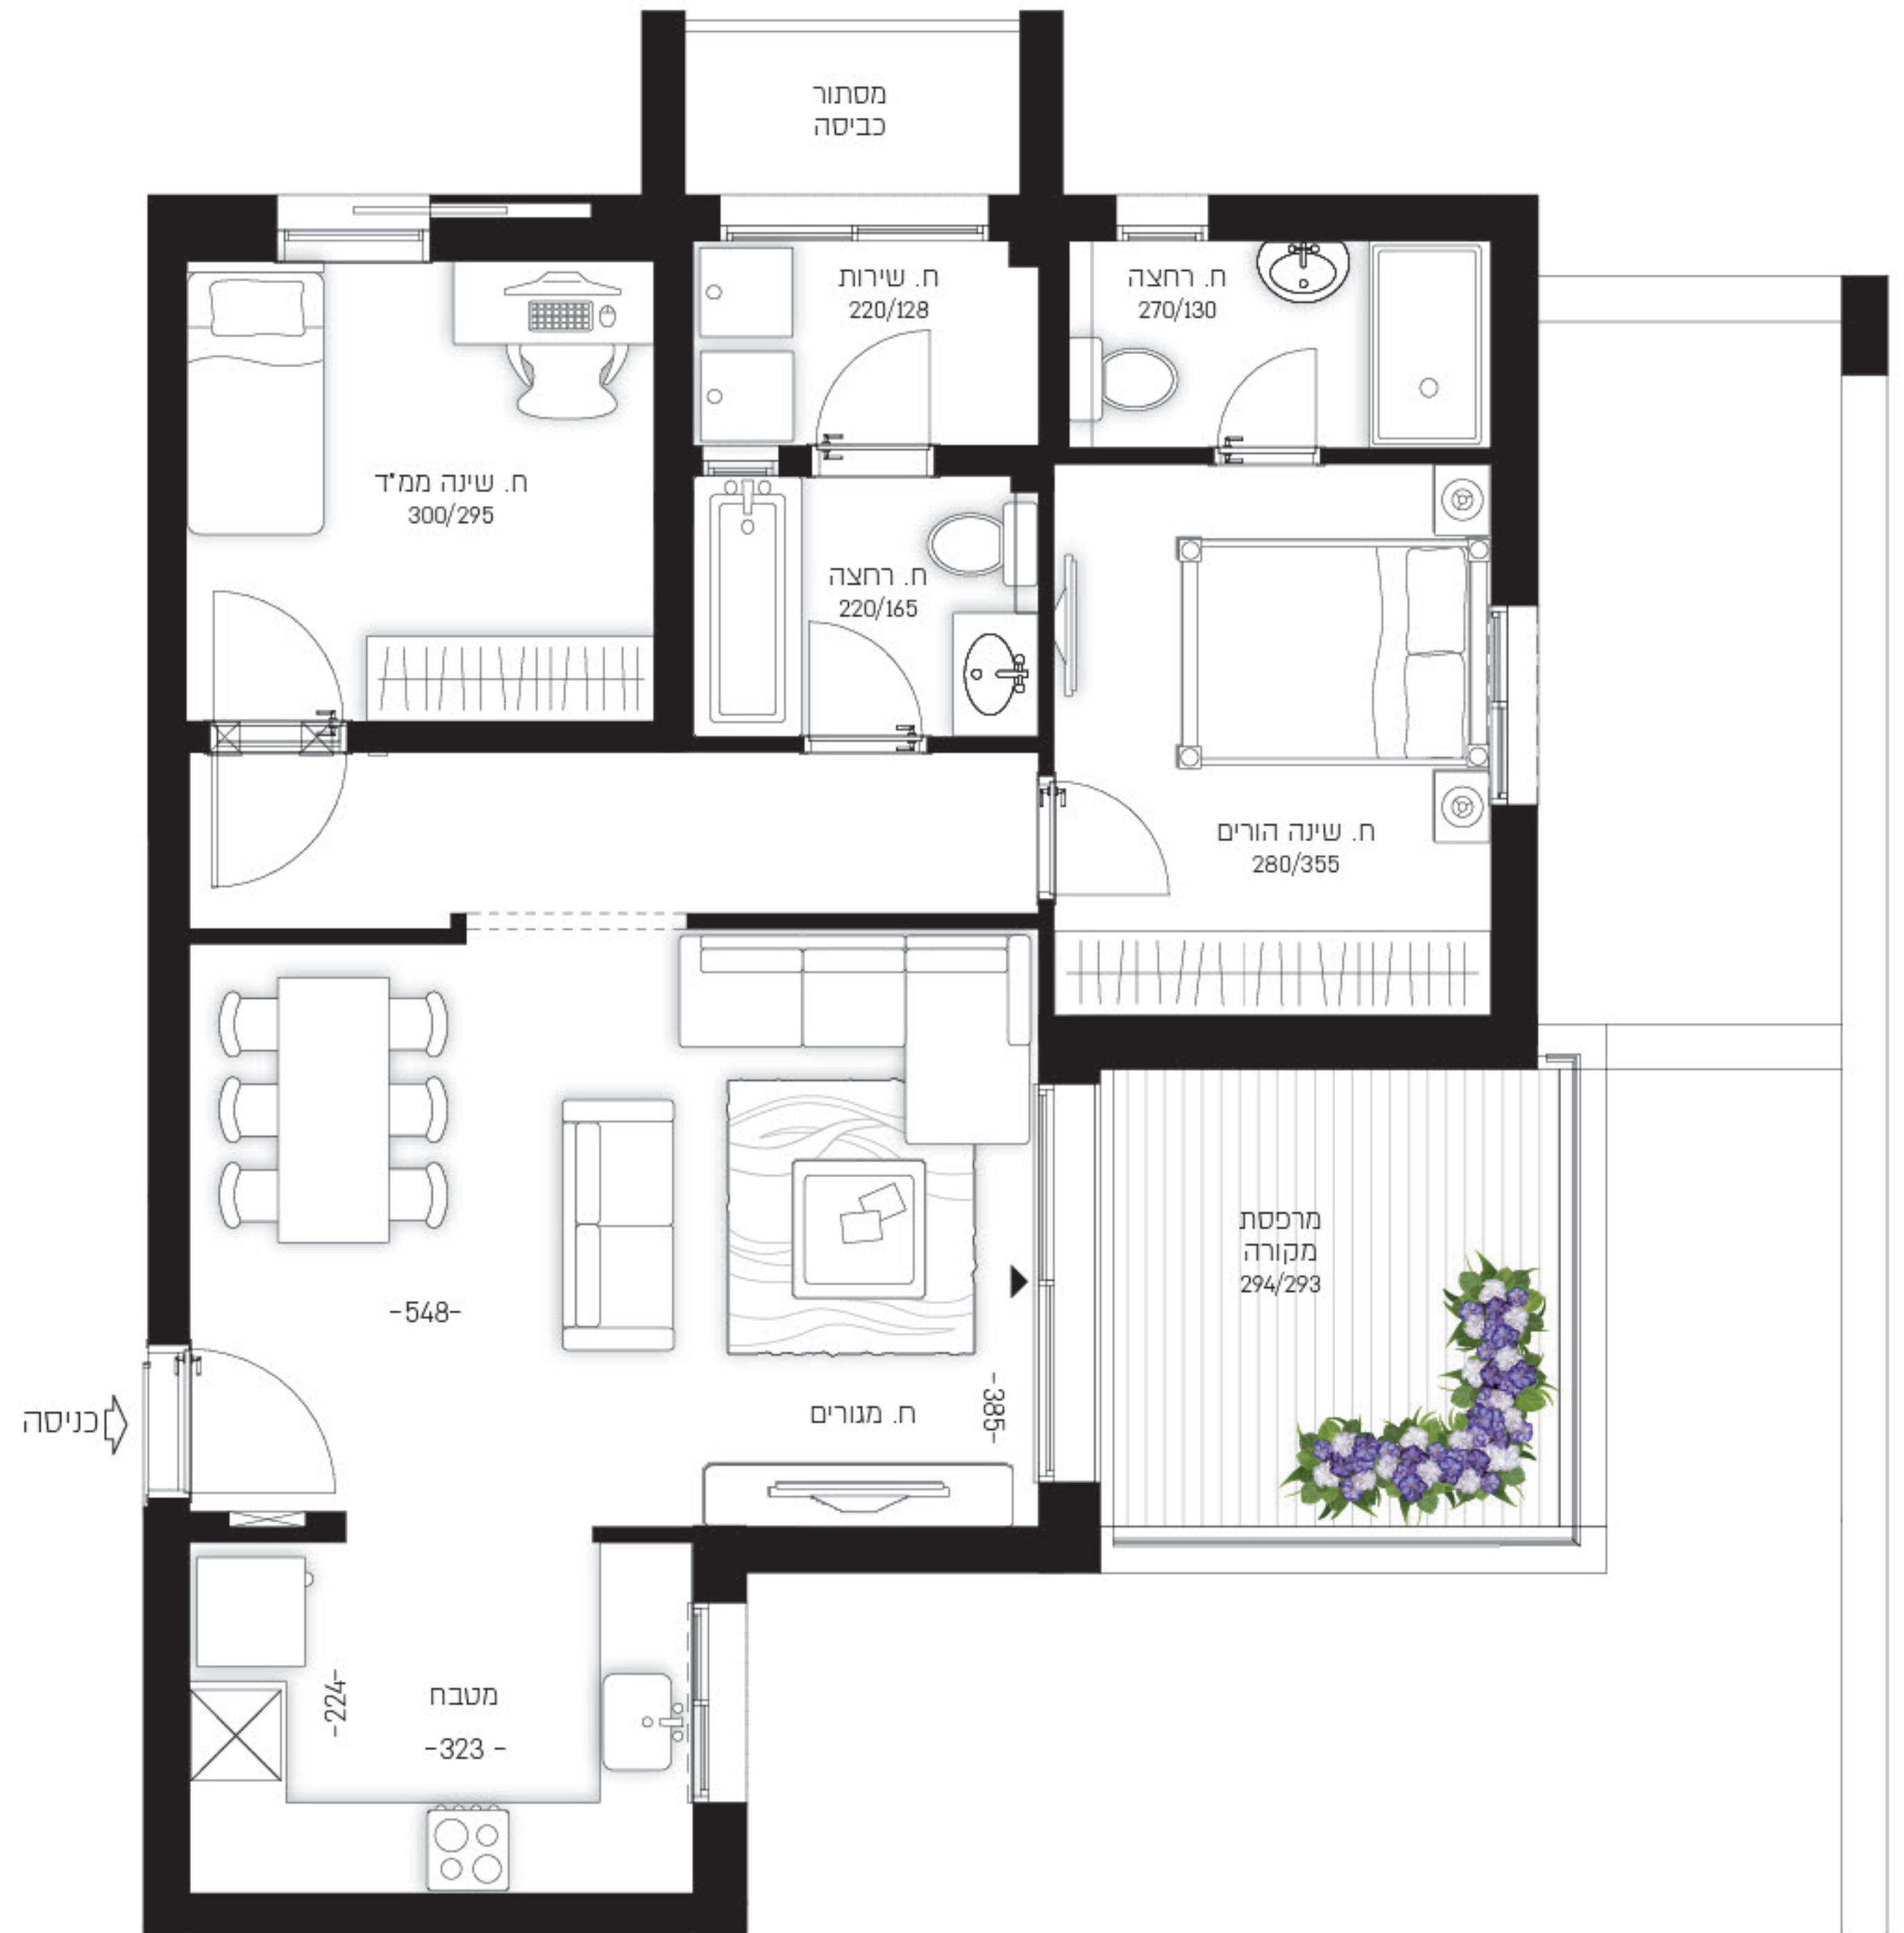 מסתור
כביסה
ח. שירות
220/128
ח. רחצה
270/130
ח. שינה ממ"ד
300/295
ח. רחצה
220/165
ח. שינה הורים
280/355
מרפסת
מקורה
294/293
-548-
-385-
ח. מגורים
כניסה
-224-
מטבח
-323 -